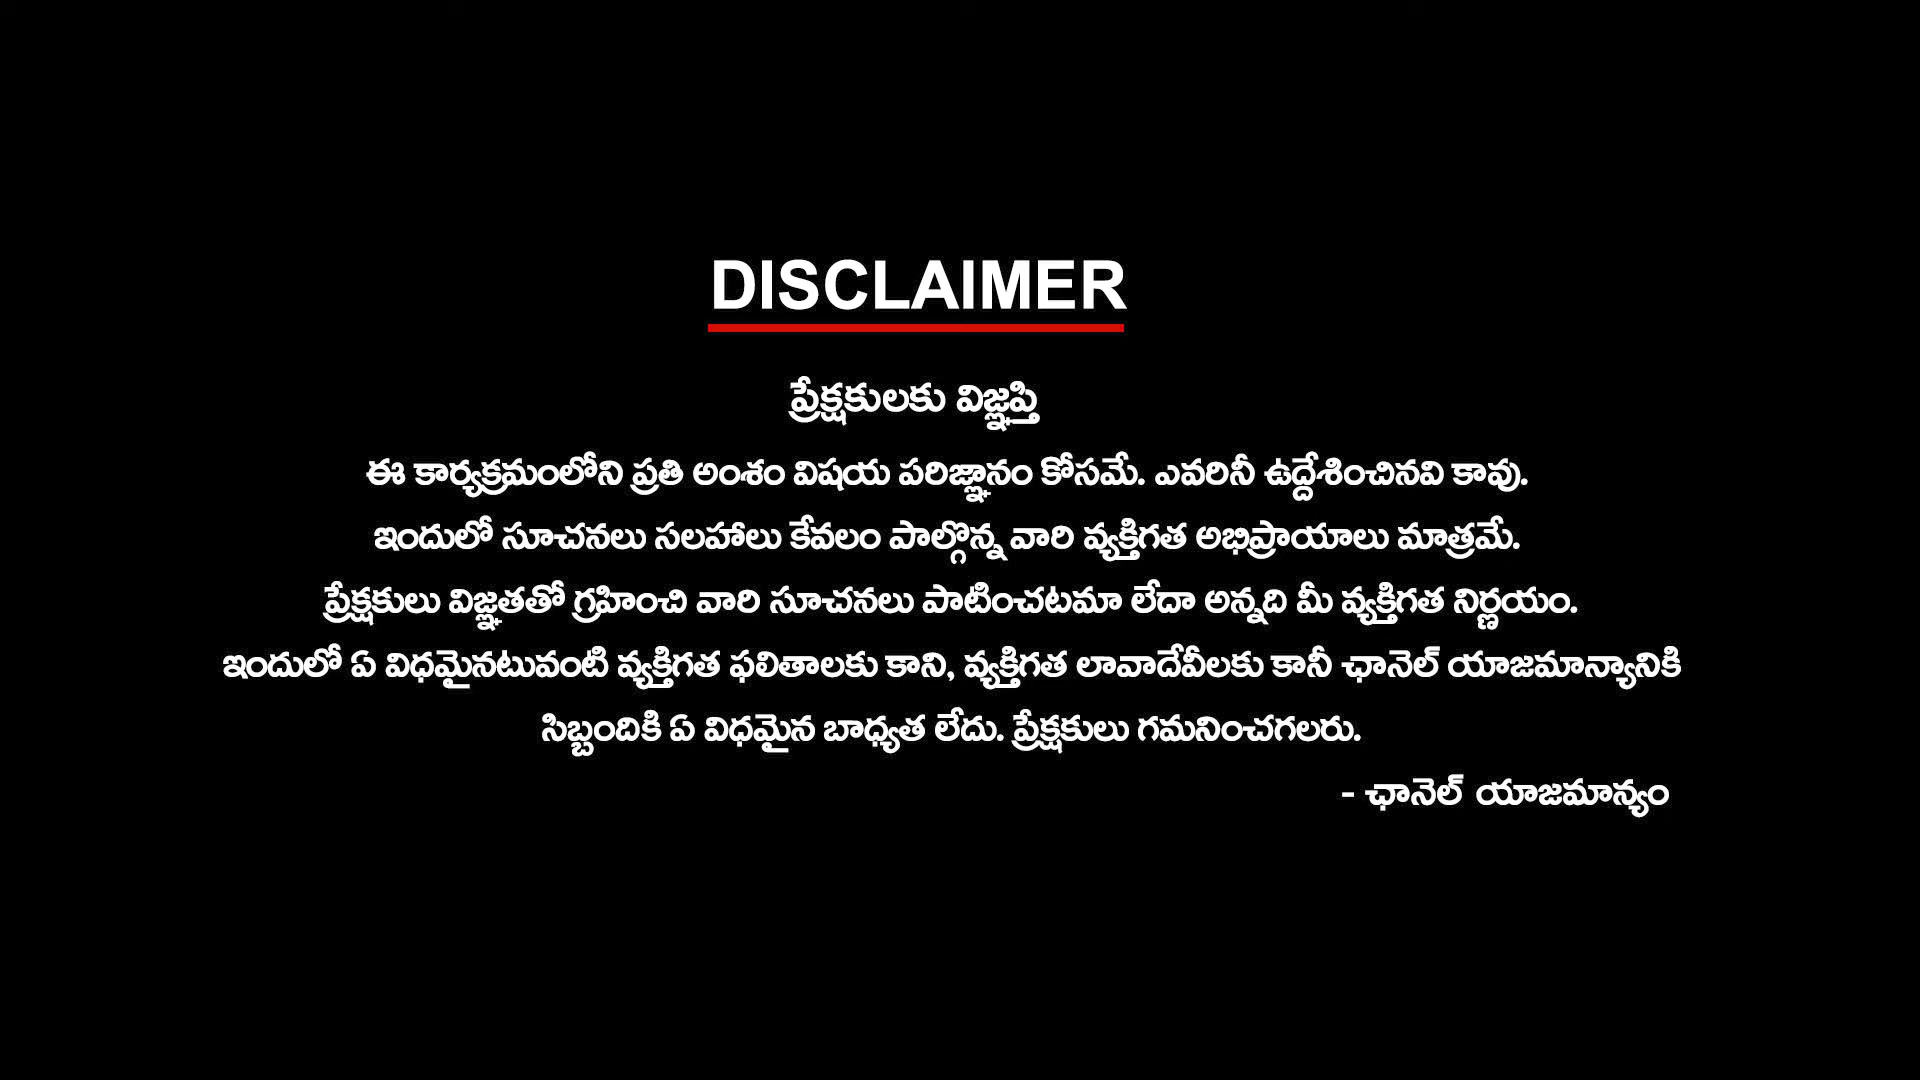 DISCLAIMER
ప్రేక్షకులకు విజ్ఞప్తి
ఈ కార్యక్రమంలోని ప్రతి అంశం విషయ పరిజ్ఞానం కోసమే. ఎవరినీ ఉద్దేశించినవి కావు.
ఇందులో సూచనలు సలహాలు కేవలం పాల్గొన్న వారి వ్యక్తిగత అభిప్రాయాలు మాత్రమే.
ప్రేక్షకులు విజ్ఞతతో గ్రహించి వారి సూచనలు పాటించటమా లేదా అన్నది మీ వ్యక్తిగత నిర్ణయం.
ఇందులో ఏ విధమైనటువంటి వ్యక్తిగత ఫలితాలకు కాని, వ్యక్తిగత లావాదేవీలకు కానీ ఛానెల్ యాజమాన్యానికి
సిబ్బందికి ఏ విధమైన బాధ్యత లేదు. ప్రేక్షకులు గమనించగలరు.
- ఛానెల్ యాజమాన్యం